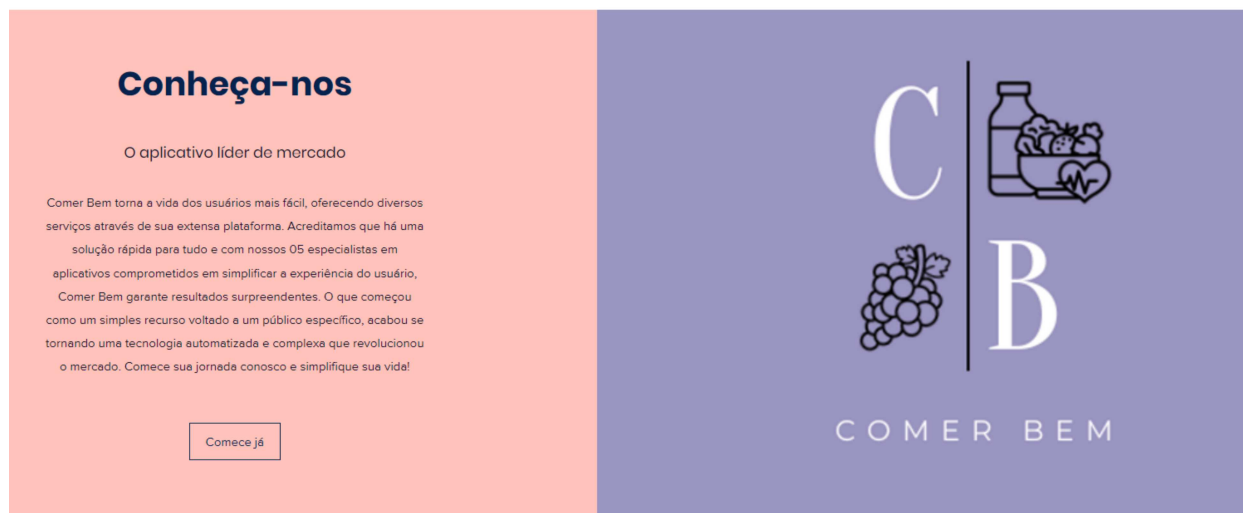 Conheça-nos
O aplicativo líder de mercado
Comer Bem torna a vida dos usuários mais fácil, oferecendo diversos
serviços através de sua extensa plataforma. Acreditamos que há uma
solução rápida para tudo e com nossos 05 especialistas em
aplicativos comprometidos em simplificar a experiência do usuário,
Comer Bem garante resultados surpreendentes. O que começou
como um simples recurso voltado a um público específico, acabou se
tornando uma tecnologia automatizada e complexa que revolucionou
o mercado. Comece sua jornada conosco e simplifique sua vida!
Comece já
C
B
COMER BEM